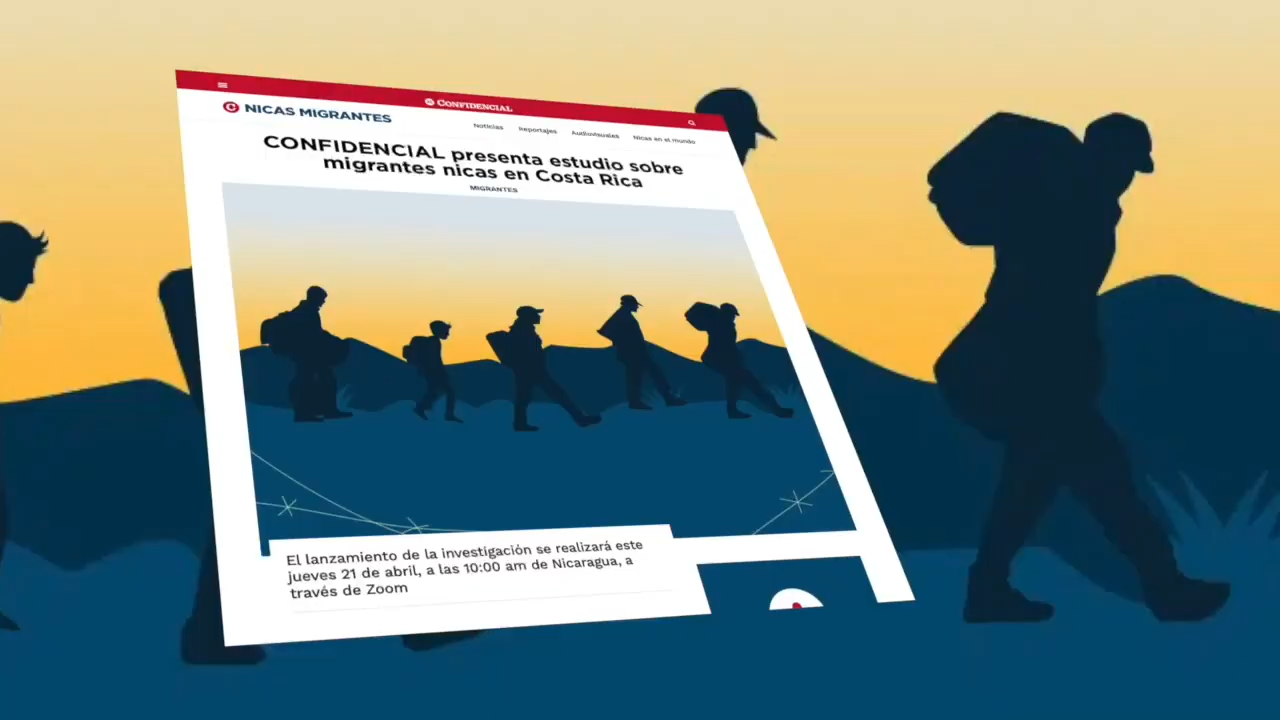 CONFIDENCIAL
NICAS MIGRANTES
Noticias Reportajes Audiovisuales Nicas en el mundo
CONFIDENCIAL presenta estudio sobre
migrantes nicas en Costa Rica
MIGRANTES
El lanzamiento de la investigación se realizará este
jueves 21 de abril, a las 10:00 am de Nicaragua, a
través de Zoom